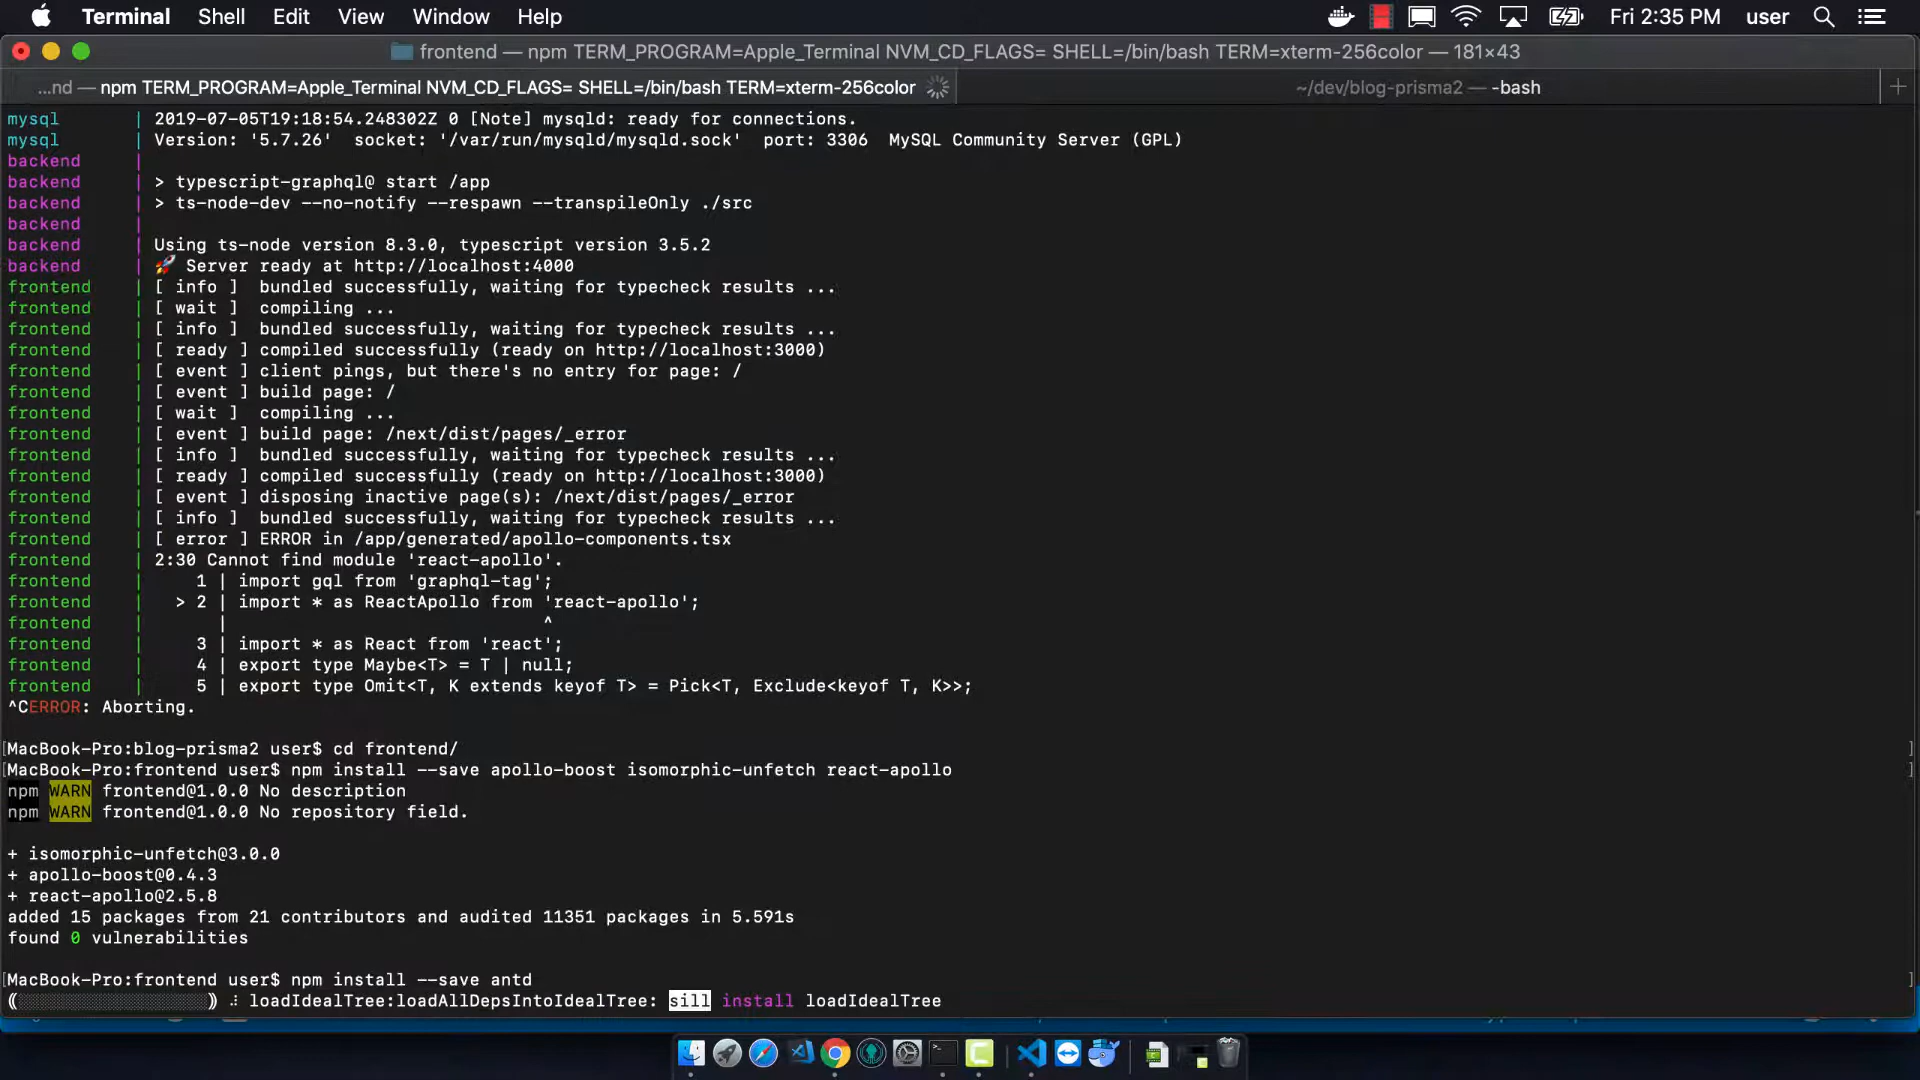 Terminal Shell Edit View Window Help Fri 2:35 PM user
frontend — npm TERM_PROGRAM=Apple_Terminal NVM_CD_FLAGS= SHELL=/bin/bash TERM=xterm-256color — 181×43
...nd — npm TERM_PROGRAM=Apple_Terminal NVM_CD_FLAGS= SHELL=/bin/bash TERM=xterm-256color ~/dev/blog-prisma2 — -bash
mysql | 2019-07-05T19:18:54.248302Z 0 [Note] mysqld: ready for connections.
mysql | Version: '5.7.26' socket: '/var/run/mysqld/mysqld.sock' port: 3306 MySQL Community Server (GPL)
backend |
backend | > typescript-graphql@ start /app
backend | > ts-node-dev --no-notify --respawn --transpileOnly ./src
backend |
backend | Using ts-node version 8.3.0, typescript version 3.5.2
backend | 🚀 Server ready at http://localhost:4000
frontend | [ info ] bundled successfully, waiting for typecheck results ...
frontend | [ wait ] compiling ...
frontend | [ info ] bundled successfully, waiting for typecheck results ...
frontend | [ ready ] compiled successfully (ready on http://localhost:3000)
frontend | [ event ] client pings, but there's no entry for page: /
frontend | [ event ] build page: /
frontend | [ wait ] compiling ...
frontend | [ event ] build page: /next/dist/pages/_error
frontend | [ info ] bundled successfully, waiting for typecheck results ...
frontend | [ ready ] compiled successfully (ready on http://localhost:3000)
frontend | [ event ] disposing inactive page(s): /next/dist/pages/_error
frontend | [ info ] bundled successfully, waiting for typecheck results ...
frontend | [ error ] ERROR in /app/generated/apollo-components.tsx
frontend | 2:30 Cannot find module 'react-apollo'.
frontend | 1 | import gql from 'graphql-tag';
frontend | > 2 | import * as ReactApollo from 'react-apollo';
frontend | | ^
frontend | 3 | import * as React from 'react';
frontend | 4 | export type Maybe<T> = T | null;
frontend | 5 | export type Omit<T, K extends keyof T> = Pick<T, Exclude<keyof T, K>>;
^CERROR: Aborting.
[MacBook-Pro:blog-prisma2 user$ cd frontend/ ]
[MacBook-Pro:frontend user$ npm install --save apollo-boost isomorphic-unfetch react-apollo ]
npm WARN frontend@1.0.0 No description
npm WARN frontend@1.0.0 No repository field.
+ isomorphic-unfetch@3.0.0
+ apollo-boost@0.4.3
+ react-apollo@2.5.8
added 15 packages from 21 contributors and audited 11351 packages in 5.591s
found 0 vulnerabilities
[MacBook-Pro:frontend user$ npm install --save antd ]
(░░░░░░░░░░░░░░░░░░) ⠼ loadIdealTree:loadAllDepsIntoIdealTree: sill install loadIdealTree